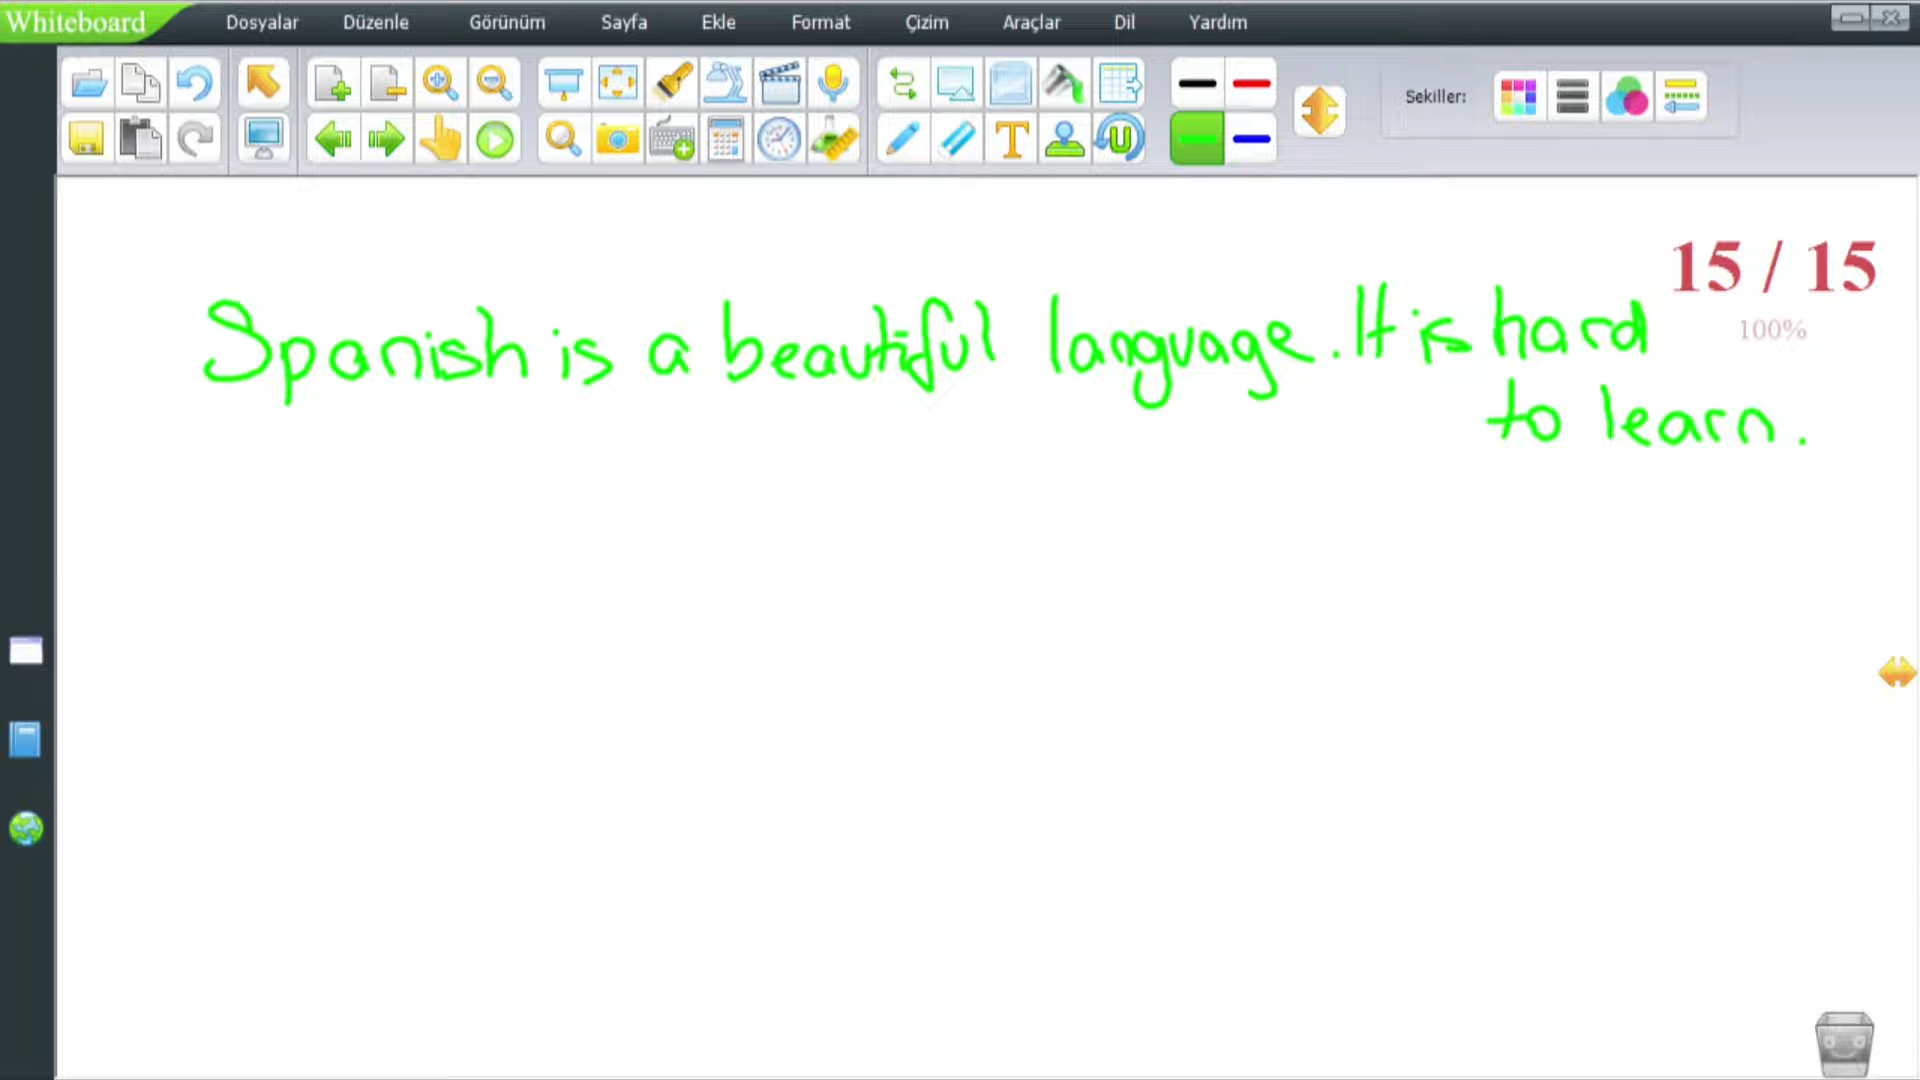 Whiteboard Dosyalar Düzenle Görünüm Sayfa Ekle Format Çizim Araçlar Dil Yardım
Sekiller:
15 / 15
100%
Spanish is a beautiful language. It is hard
to learn.